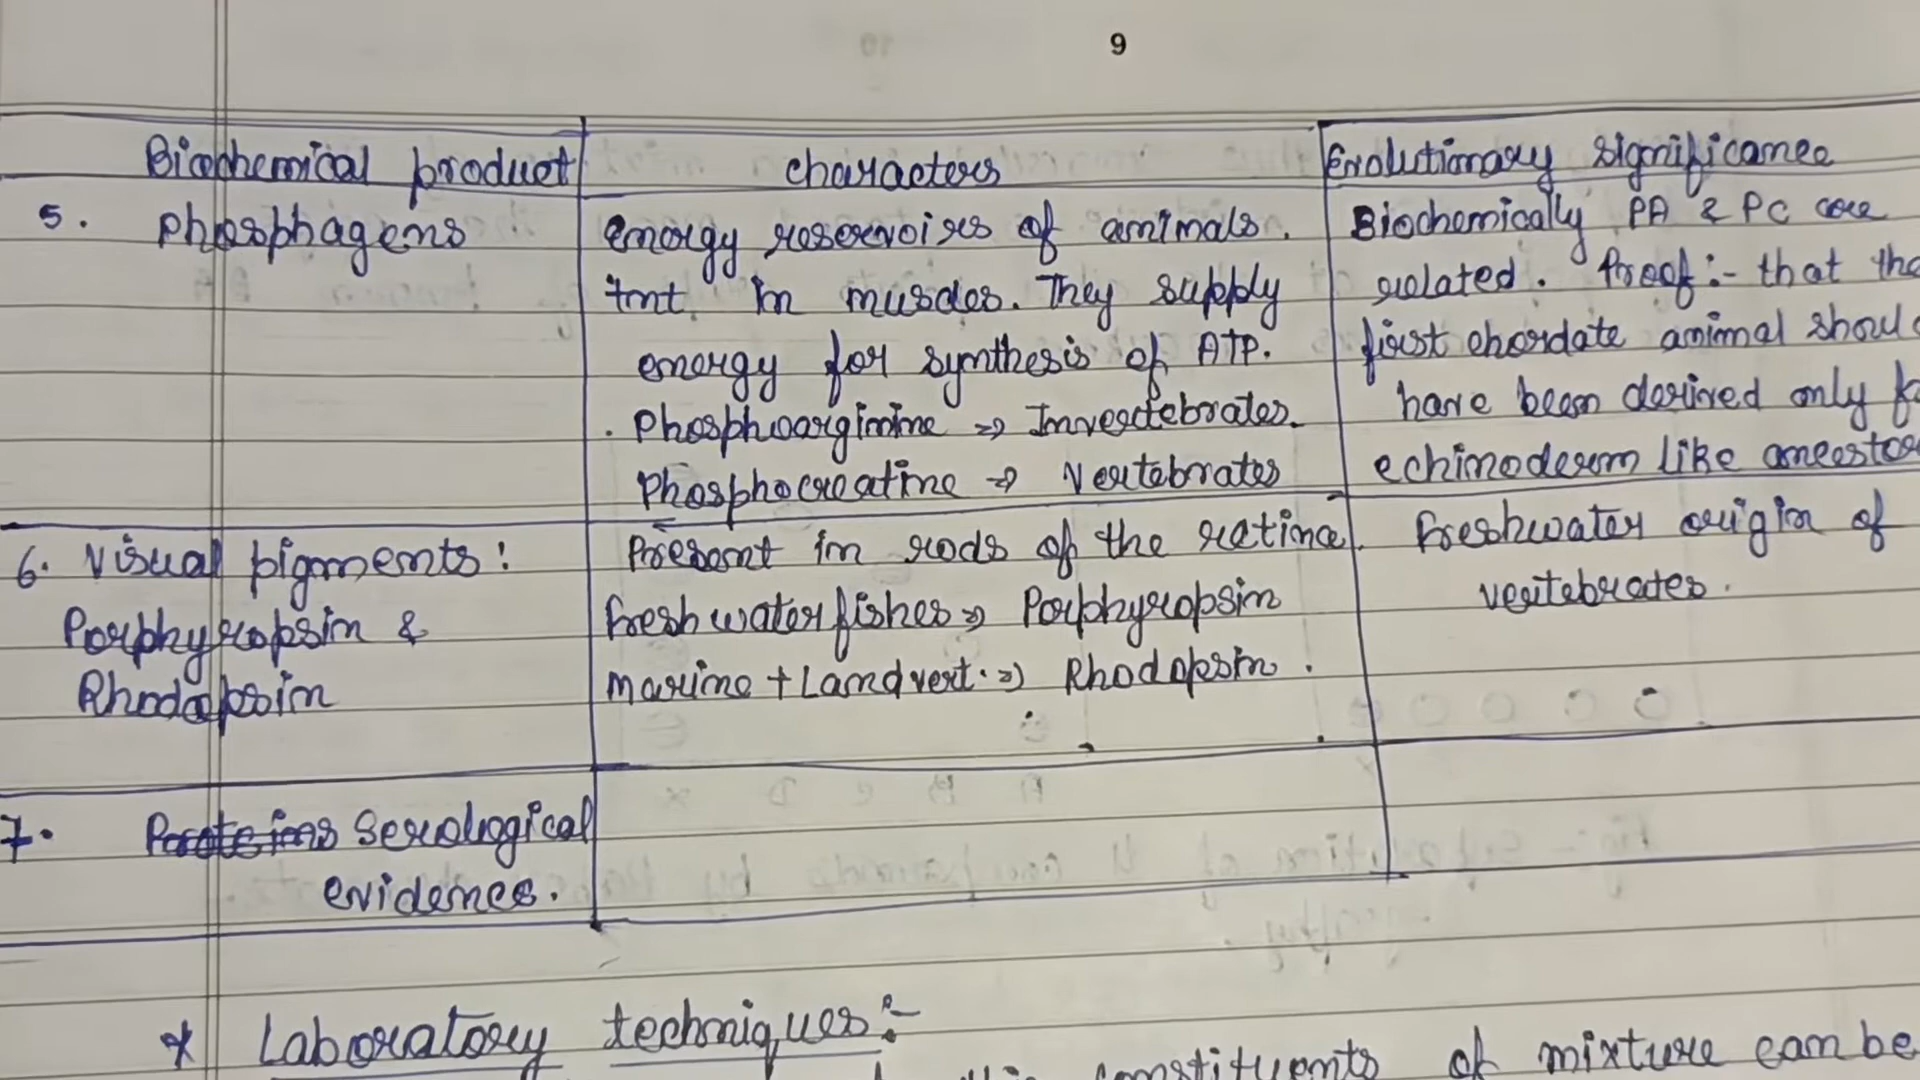 9
Biochemical product characters Evolutionary significance
5. Phosphagens
energy reservoires of animals.
tmt in muscles. They supply
energy for synthesis of ATP.
. Phosphoarginine => Invertebrates.
Phosphocreatine → Vertebrates
Biochemically PA & PC are
related. Proof:- that the
first chordate animal shoul
have been derived only f
echinoderm like ancestor
6. Visual pigments:
Porphyropsin &
Rhodopsin
Present in rods of the retina.
freshwater fishes => Porphyropsin
Marine + Land vert. => Rhodopsin.
freshwater origin of
vertebrates.
7. Proteins Serological
evidences.
* Laboratory techniques:-
constituents of mixture can be